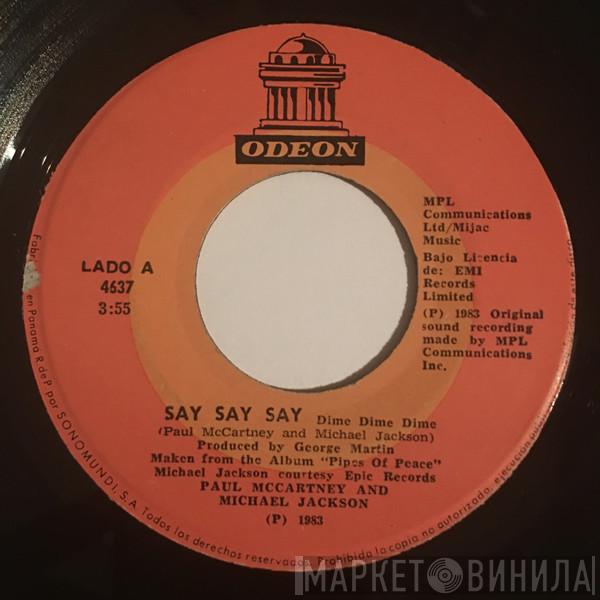 ODEON
LADO A
4637
3:55
MPL
Communications
Ltd/Mijac
Music
Bajo Licencia
de: EMI
Records
Limited
(P) 1983 Original
sound recording
made by MPL
Communications
Inc.
SAY SAY SAY Dime Dime Dime
(Paul McCartney and Michael Jackson)
Produced by George Martin
Maken from the Album "Pipes Of Peace"
Michael Jackson courtesy Epic Records
PAUL MCCARTNEY AND
MICHAEL JACKSON
(P) 1983
en Panama R de P por SONOMUNDI, S.A. Todos los derechos reservados. Prohibida la copia no autorizado, ejecución
МАРКЕТ ВИНИЛА